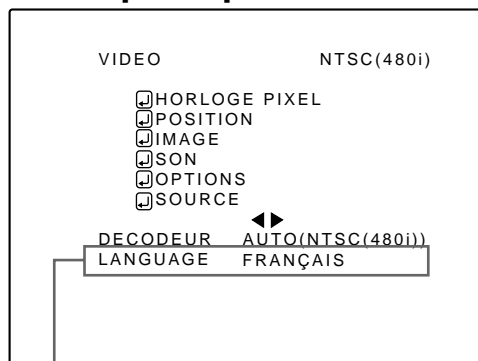 VIDEO NTSC(480i)
HORLOGE PIXEL
POSITION
IMAGE
SON
OPTIONS
SOURCE
DECODEUR AUTO(NTSC(480i))
LANGUAGE FRANÇAIS